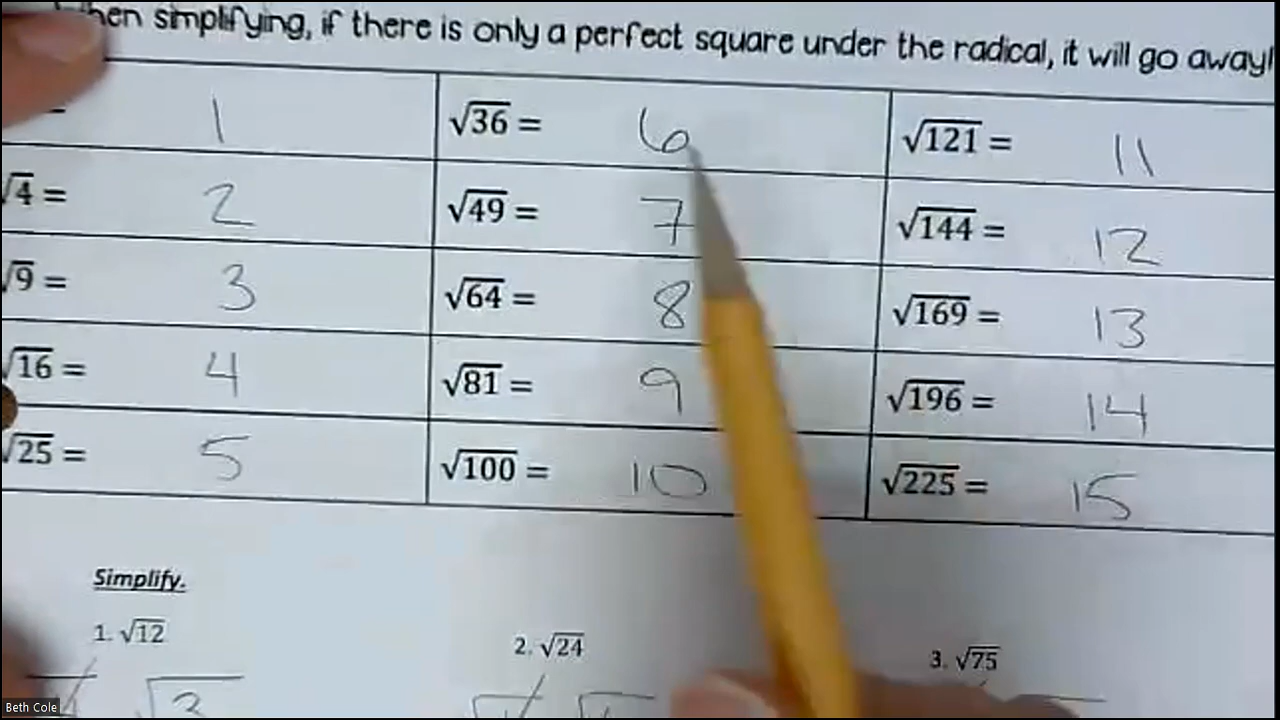 When simplifying, if there is only a perfect square under the radical, it will go away!
1 √36 = 6 √121 = 11
√4 = 2 √49 = 7 √144 = 12
√9 = 3 √64 = 8 √169 = 13
√16 = 4 √81 = 9 √196 = 14
√25 = 5 √100 = 10 √225 = 15
Simplify.
1. √12 2. √24 3. √75
√3
Beth Cole